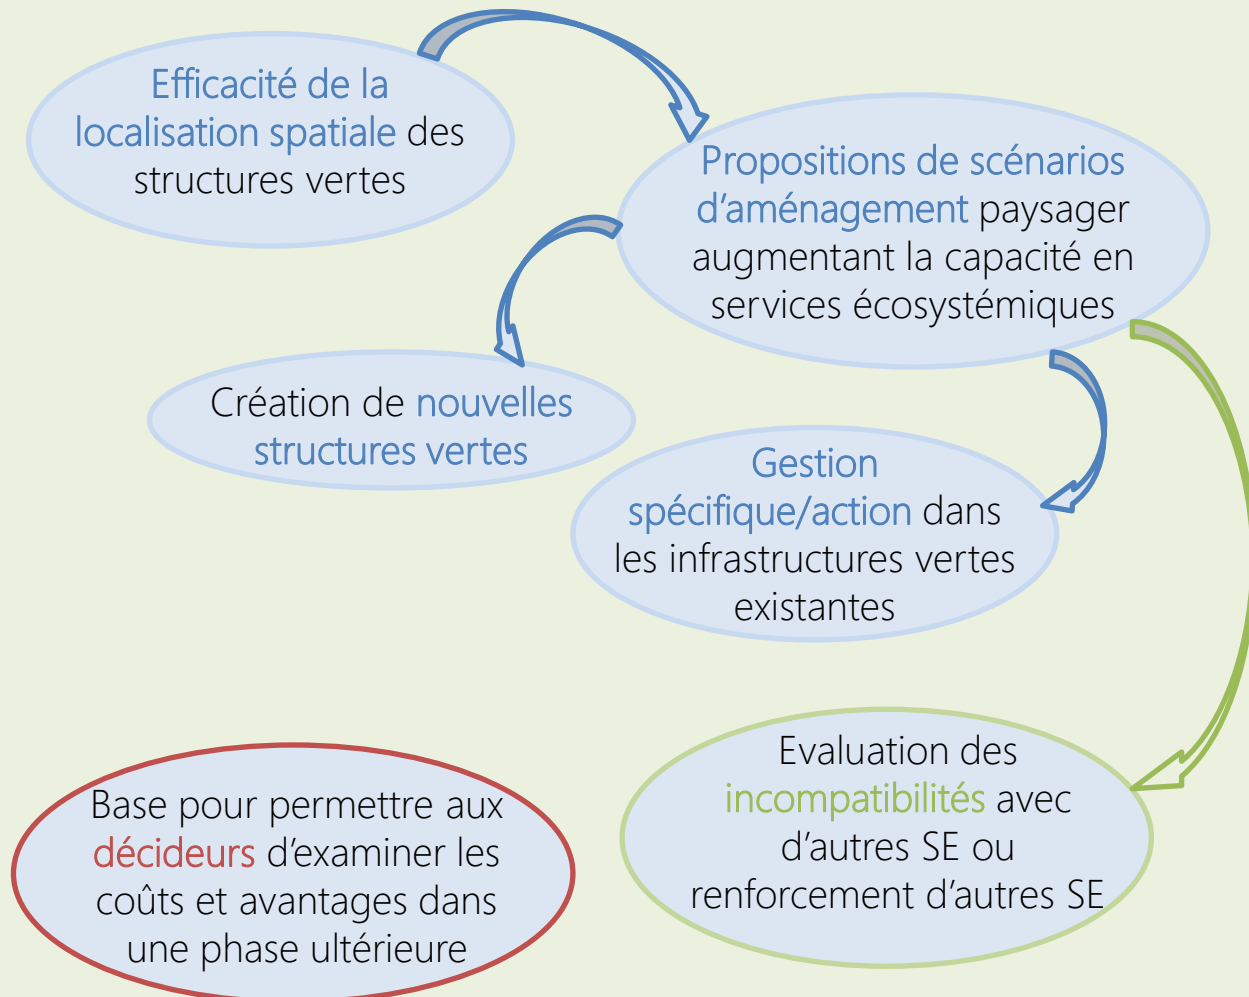 Efficacité de la
localisation spatiale des
structures vertes
Propositions de scénarios
d'aménagement paysager
augmentant la capacité en
services écosystémiques
Création de nouvelles
structures vertes
Gestion
spécifique/action dans
les infrastructures vertes
existantes
Evaluation des
incompatibilités avec
d'autres SE ou
renforcement d'autres SE
Base pour permettre aux
décideurs d'examiner les
coûts et avantages dans
une phase ultérieure